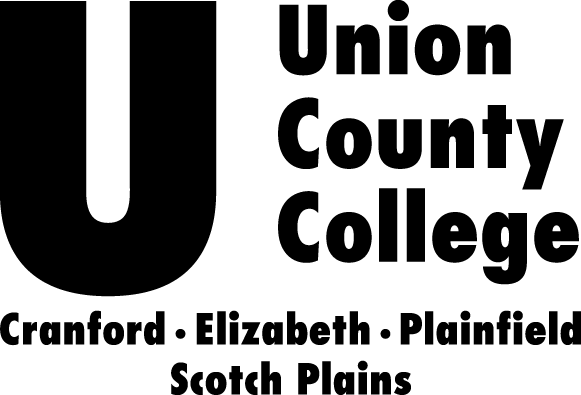 U
Union
County
College
Cranford • Elizabeth • Plainfield
Scotch Plains